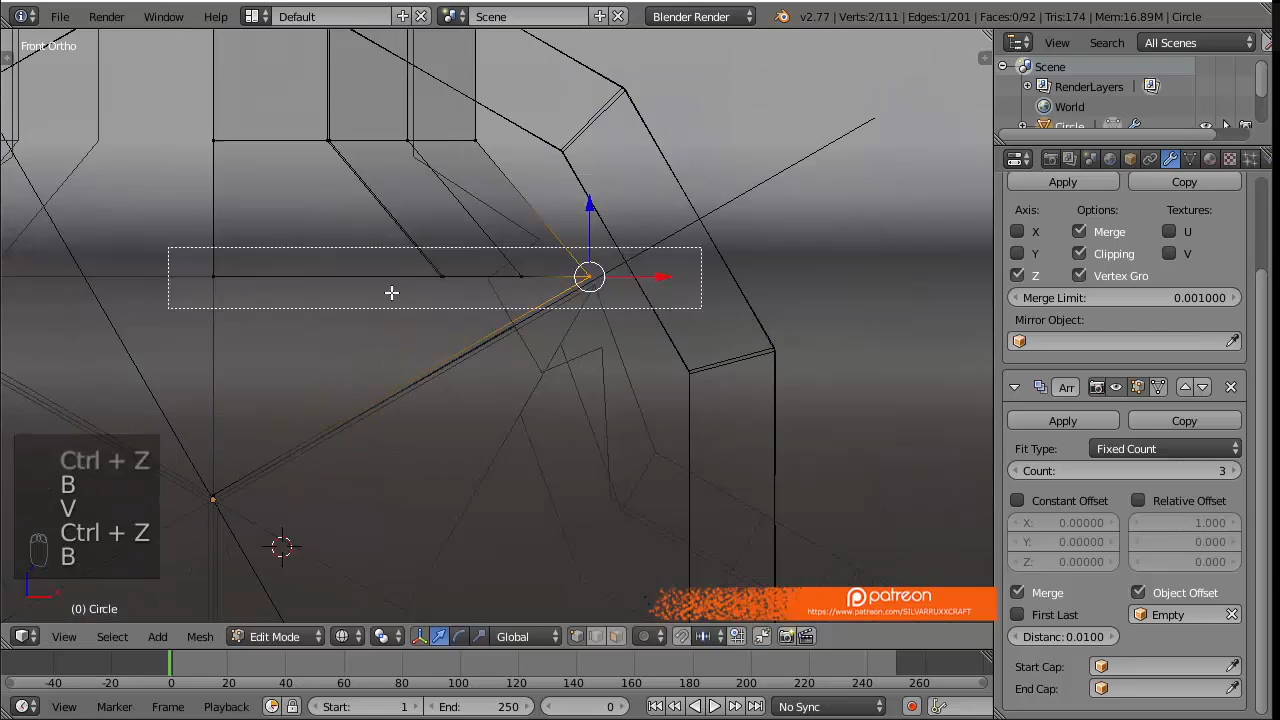 File Render Window Help Default Scene Blender Render v2.77 | Verts:2/111 | Edges:1/201 | Faces:0/92 | Tris:174 | Mem:16.89M | Circle
Front Ortho
View Search All Scenes
Scene
RenderLayers
World
Circle
Apply Copy
Axis: Options: Textures:
X Merge U
Y Clipping V
Z Vertex Gro
Merge Limit: 0.001000
Mirror Object:
Arr
Apply Copy
Fit Type: Fixed Count
Count: 3
Constant Offset Relative Offset
X: 0.00000 1.000
Y: 0.00000 0.000
Z: 0.00000 0.000
Merge Object Offset
First Last Empty
Distanc: 0.0100
Start Cap:
End Cap:
Ctrl + Z
B
V
Ctrl + Z
B
(0) Circle
patreon
https://www.patreon.com/SILVARRUXXCRAFT
View Select Add Mesh Edit Mode Global
-40 -20 0 20 40 60 80 100 120 140 160 180 200 220 240 260
View Marker Frame Playback Start: 1 End: 250 0 No Sync